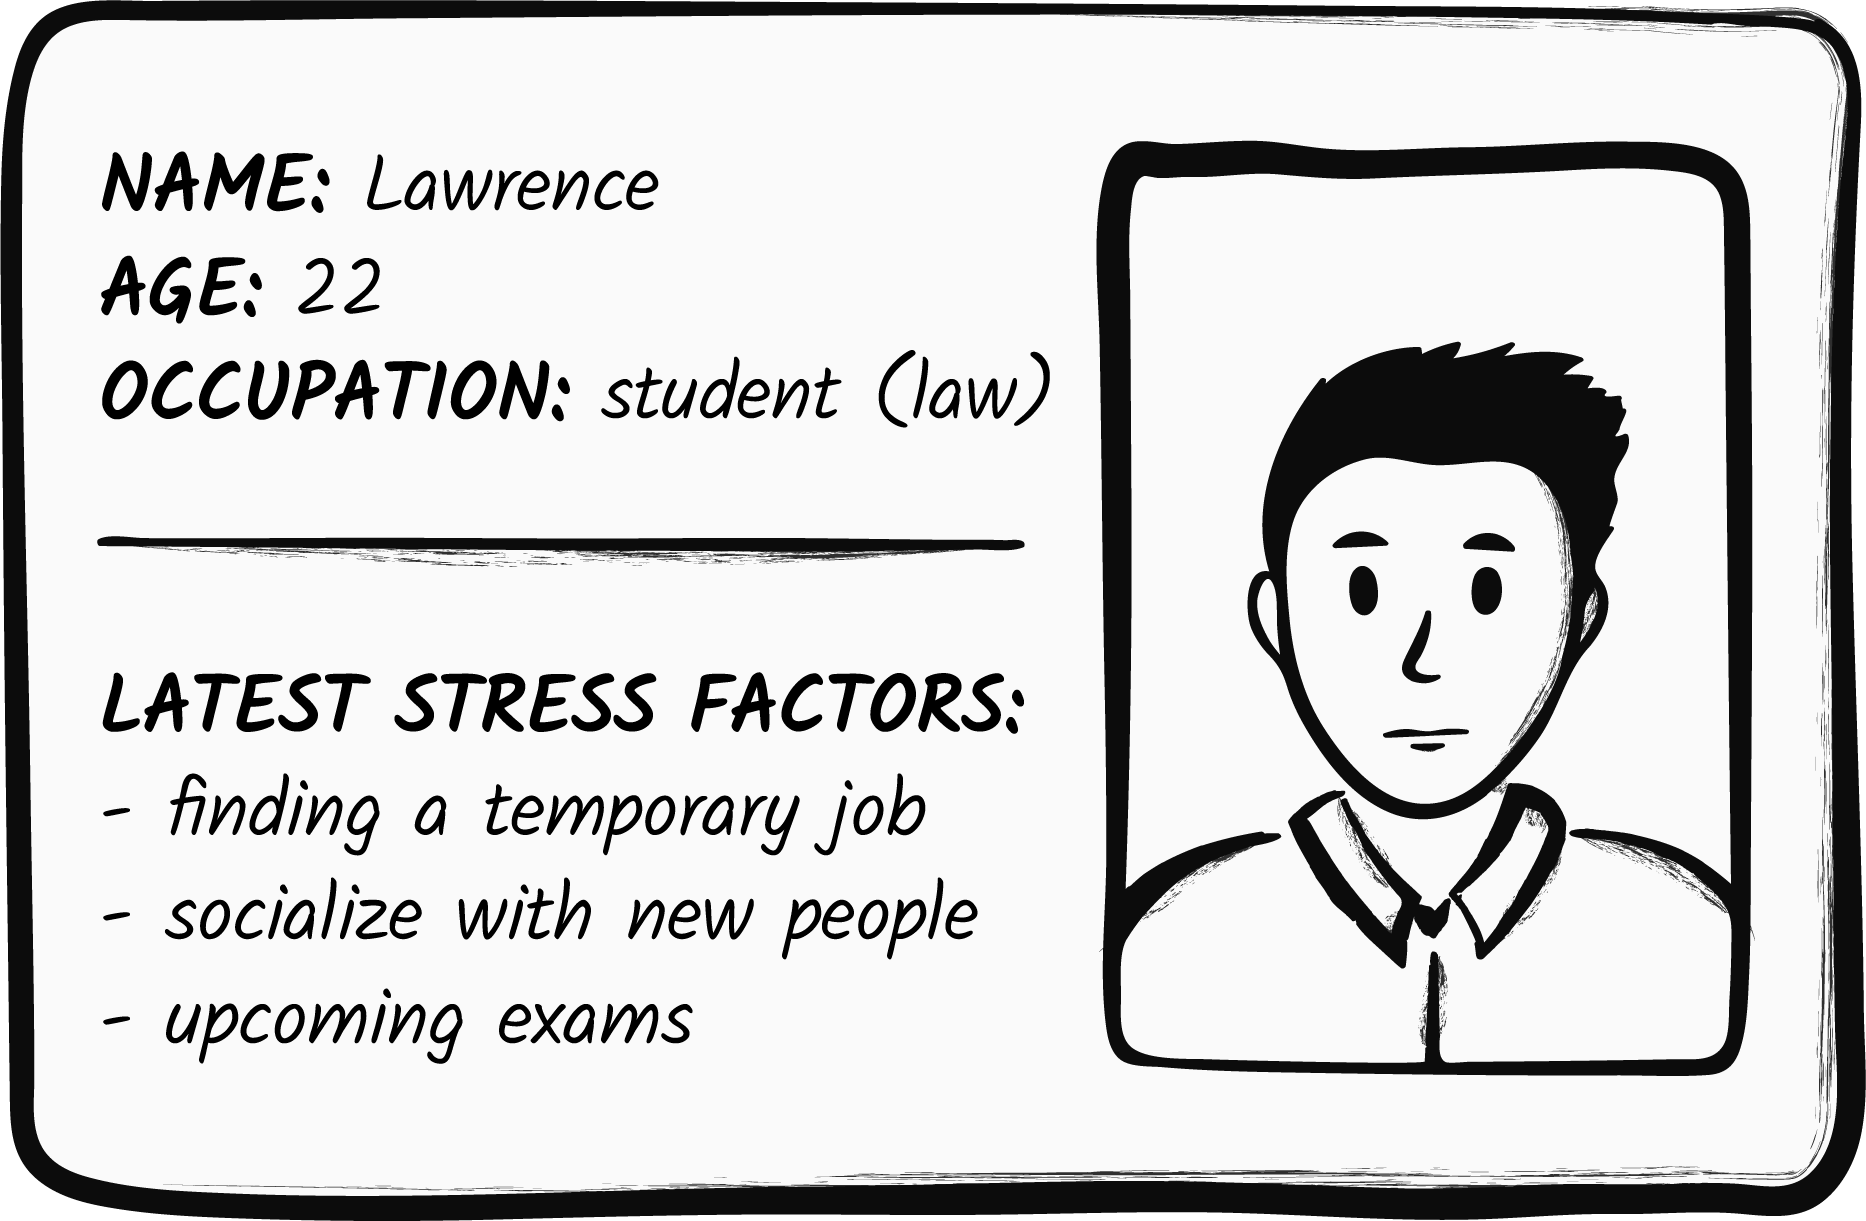 NAME: Lawrence
AGE: 22
OCCUPATION: student (law)
LATEST STRESS FACTORS:
- finding a temporary job
- socialize with new people
- upcoming exams